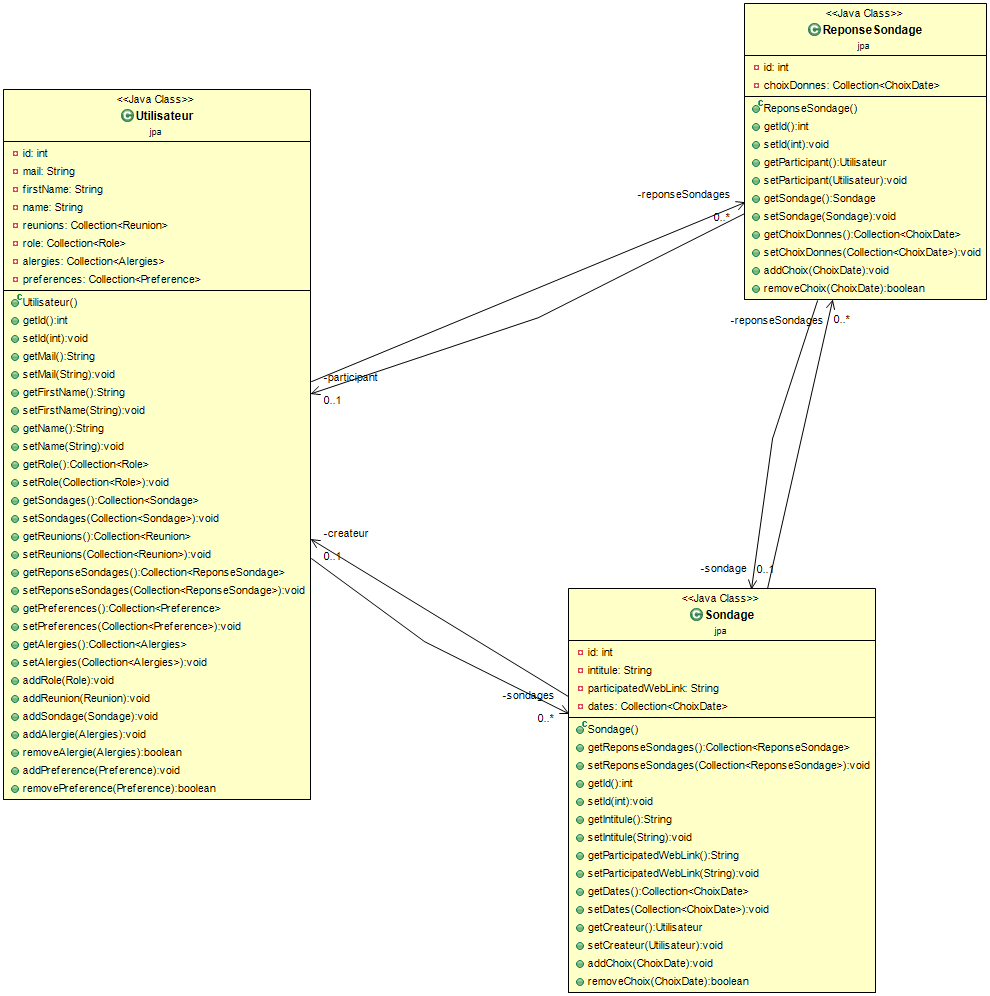 <<Java Class>>
Utilisateur
jpa
id: int
mail: String
firstName: String
name: String
reunions: Collection<Reunion>
role: Collection<Role>
alergies: Collection<Alergies>
preferences: Collection<Preference>
Utilisateur()
getId():int
setId(int):void
getMail():String
setMail(String):void
getFirstName():String
setFirstName(String):void
getName():String
setName(String):void
getRole():Collection<Role>
setRole(Collection<Role>):void
getSondages():Collection<Sondage>
setSondages(Collection<Sondage>):void
getReunions():Collection<Reunion>
setReunions(Collection<Reunion>):void
getReponseSondages():Collection<ReponseSondage>
setReponseSondages(Collection<ReponseSondage>):void
getPreferences():Collection<Preference>
setPreferences(Collection<Preference>):void
getAlergies():Collection<Alergies>
setAlergies(Collection<Alergies>):void
addRole(Role):void
addReunion(Reunion):void
addSondage(Sondage):void
addAlergie(Alergies):void
removeAlergie(Alergies):boolean
addPreference(Preference):void
removePreference(Preference):boolean
<<Java Class>>
ReponseSondage
jpa
id: int
choixDonnes: Collection<ChoixDate>
ReponseSondage()
getId():int
setId(int):void
getParticipant():Utilisateur
setParticipant(Utilisateur):void
getSondage():Sondage
setSondage(Sondage):void
getChoixDonnes():Collection<ChoixDate>
setChoixDonnes(Collection<ChoixDate>):void
addChoix(ChoixDate):void
removeChoix(ChoixDate):boolean
-reponseSondages
0..*
-participant
0..1
-reponseSondages
0..*
-sondage
0..1
-createur
0..1
-sondages
0..*
<<Java Class>>
Sondage
jpa
id: int
intitule: String
participatedWebLink: String
dates: Collection<ChoixDate>
Sondage()
getReponseSondages():Collection<ReponseSondage>
setReponseSondages(Collection<ReponseSondage>):void
getId():int
setId(int):void
getIntitule():String
setIntitule(String):void
getParticipatedWebLink():String
setParticipatedWebLink(String):void
getDates():Collection<ChoixDate>
setDates(Collection<ChoixDate>):void
getCreateur():Utilisateur
setCreateur(Utilisateur):void
addChoix(ChoixDate):void
removeChoix(ChoixDate):boolean